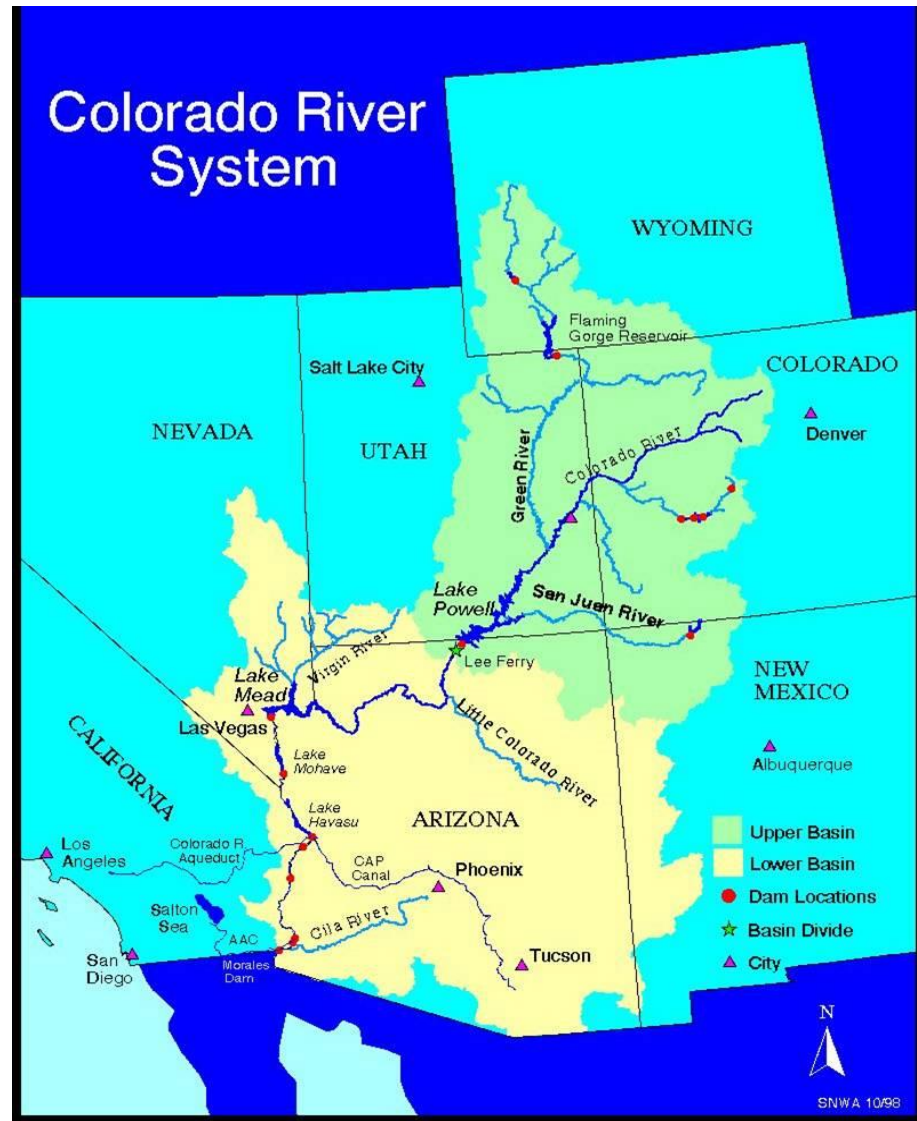 Colorado River
System
WYOMING
Flaming
Gorge Reservoir
COLORADO
Salt Lake City
Denver
NEVADA
UTAH
Green River
Colorado River
Lake
Powell
San Juan River
Lee Ferry
NEW
MEXICO
Virgin River
Lake
Mead
Las Vegas
Little Colorado River
Albuquerque
CALIFORNIA
Lake
Mohave
Lake
Havasu
ARIZONA
Los
Angeles
Colorado R.
Aqueduct
CAP
Canal
Phoenix
Salton
Sea
Gila River
AAC
Morales
Dam
San
Diego
Tucson
Upper Basin
Lower Basin
Dam Locations
Basin Divide
City
N
SNWA 10/98